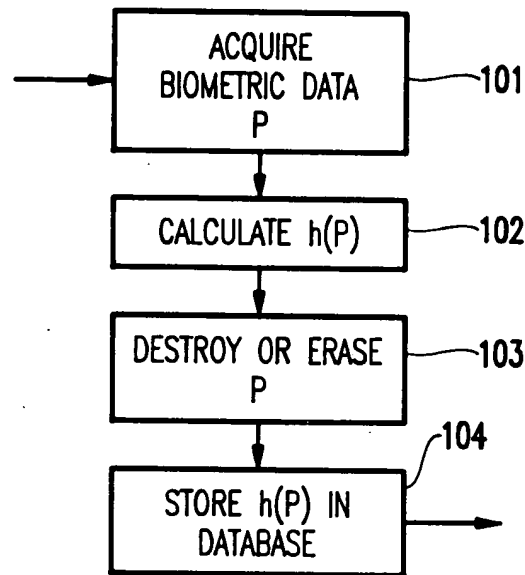 ACQUIRE
BIOMETRIC DATA
P
101
CALCULATE h(P)
102
DESTROY OR ERASE
P
103
104
STORE h(P) IN
DATABASE